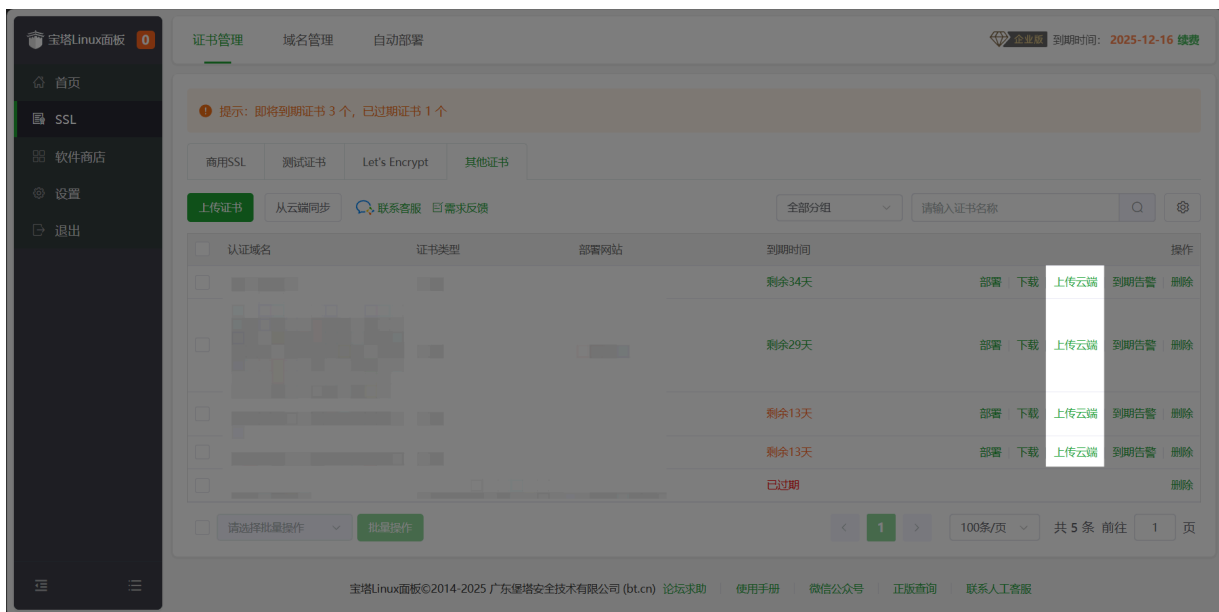 宝塔Linux面板 0
首页
SSL
软件商店
设置
退出
证书管理 域名管理 自动部署 企业版 到期时间：2025-12-16 续费
提示：即将到期证书 3 个，已过期证书 1 个
商用SSL 测试证书 Let's Encrypt 其他证书
上传证书 从云端同步 联系客服 需求反馈 全部分组 请输入证书名称
认证域名 证书类型 部署网站 到期时间 操作
剩余34天 部署 下载 上传云端 到期告警 删除
剩余29天 部署 下载 上传云端 到期告警 删除
剩余13天 部署 下载 上传云端 到期告警 删除
剩余13天 部署 下载 上传云端 到期告警 删除
已过期 删除
请选择批量操作 批量操作 1 100条/页 共 5 条 前往 1 页
宝塔Linux面板©2014-2025 广东堡塔安全技术有限公司 (bt.cn) 论坛求助 使用手册 微信公众号 正版查询 联系人工客服